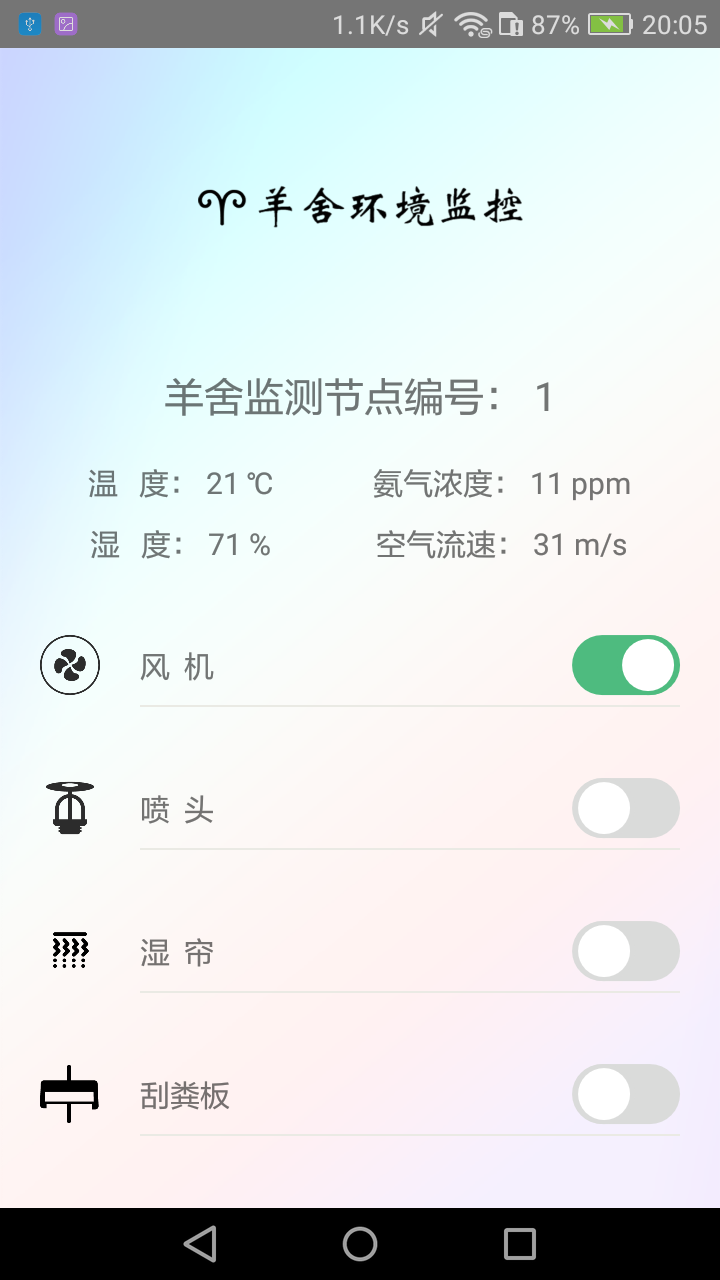 1.1K/s 87% 20:05
羊舍环境监控
羊舍监测节点编号： 1
温 度： 21 ℃ 氨气浓度： 11 ppm
湿 度： 71 % 空气流速： 31 m/s
风 机
喷 头
湿 帘
刮粪板